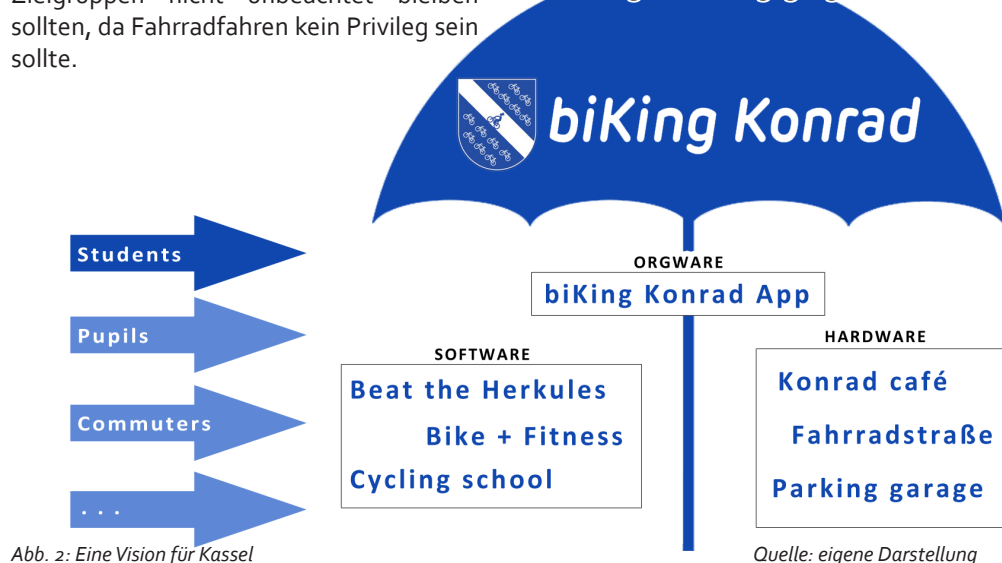 sollten, da Fahrradfahren kein Privileg sein
sollte.
biKing Konrad
Students
Pupils
Commuters
...
ORGWARE
biKing Konrad App
SOFTWARE
Beat the Herkules
Bike + Fitness
Cycling school
HARDWARE
Konrad café
Fahrradstraße
Parking garage
Abb. 2: Eine Vision für Kassel
Quelle: eigene Darstellung